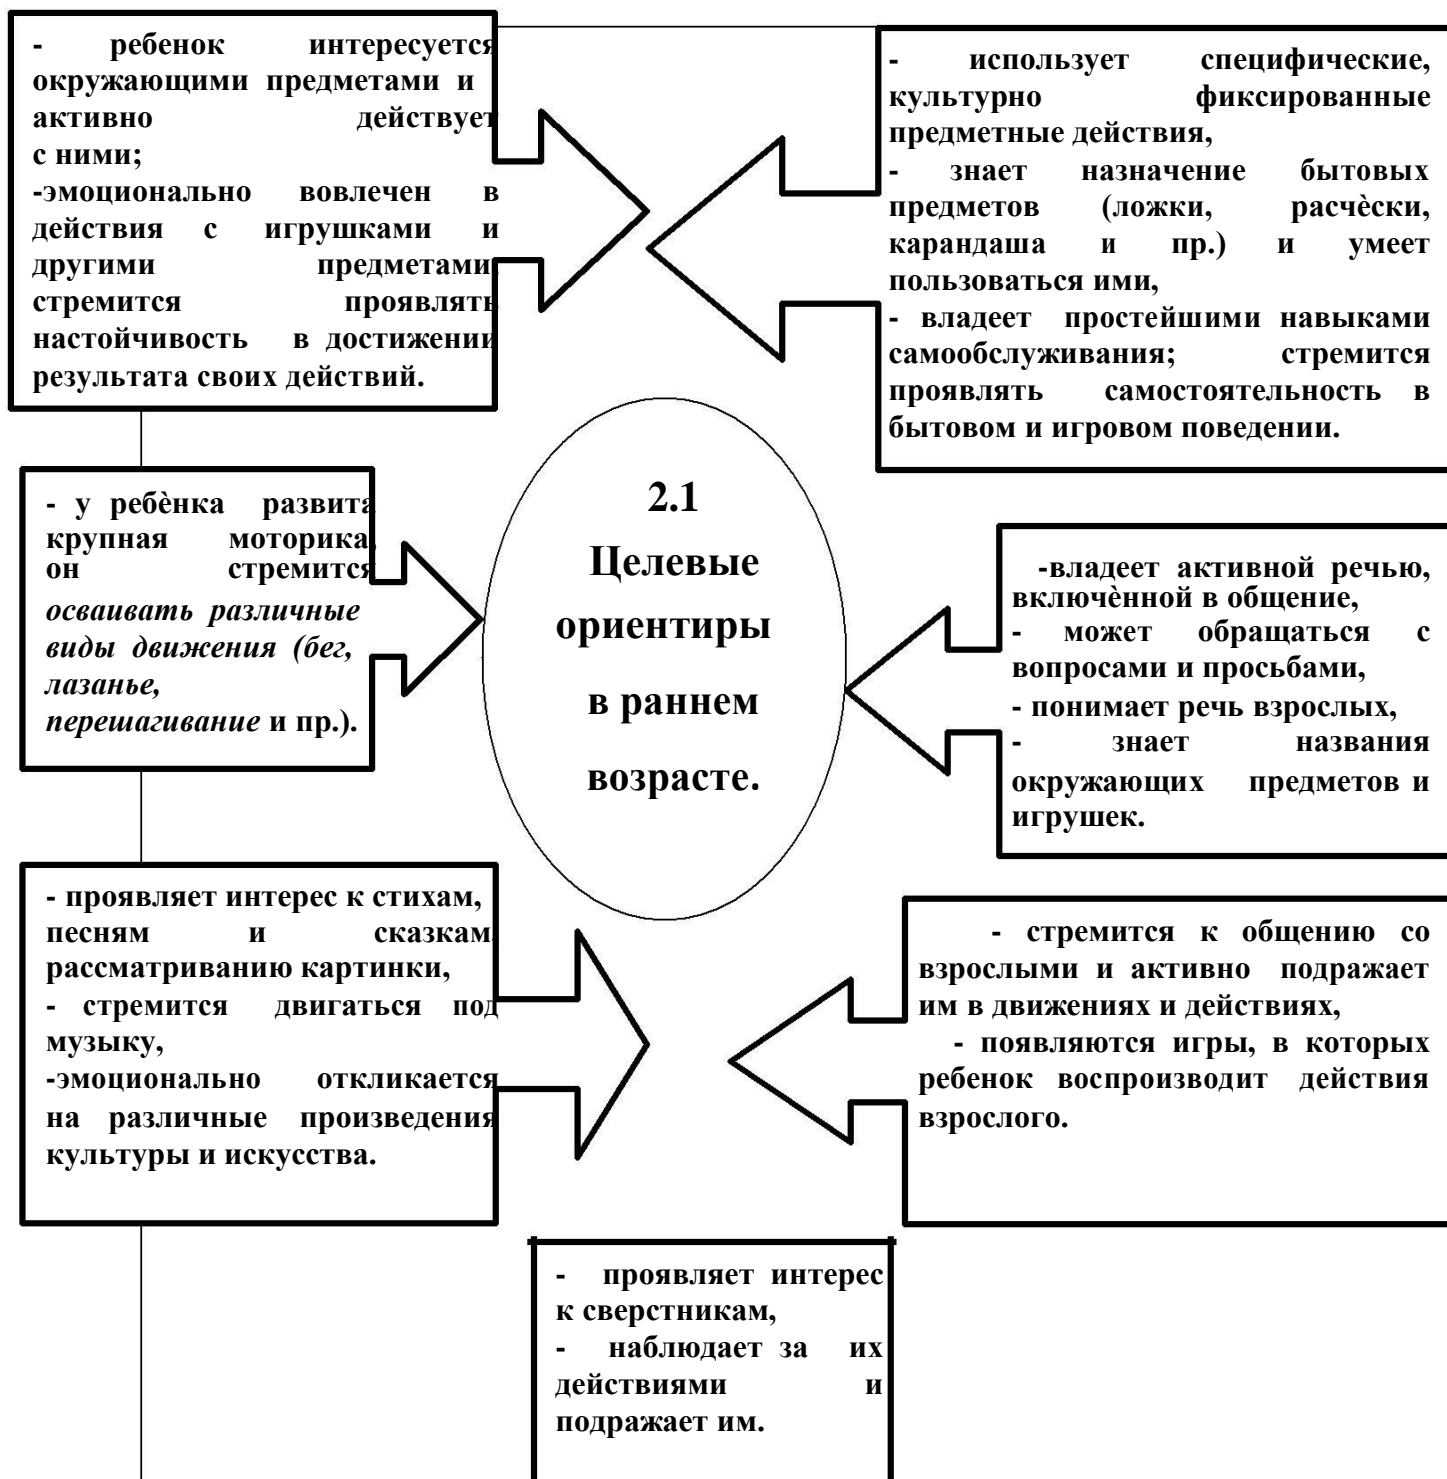 - ребенок интересуется
окружающими предметами и
активно действует
с ними;
-эмоционально вовлечен в
действия с игрушками и
другими предметами,
стремится проявлять
настойчивость в достижении
результата своих действий.
- использует специфические,
культурно фиксированные
предметные действия,
- знает назначение бытовых
предметов (ложки, расчѐски,
карандаша и пр.) и умеет
пользоваться ими,
- владеет простейшими навыками
самообслуживания; стремится
проявлять самостоятельность в
бытовом и игровом поведении.
- у ребѐнка развита
крупная моторика,
он стремится
осваивать различные
виды движения (бег,
лазанье,
перешагивание и пр.).
2.1
Целевые
ориентиры
в раннем
возрасте.
-владеет активной речью,
включѐнной в общение,
- может обращаться с
вопросами и просьбами,
- понимает речь взрослых,
- знает названия
окружающих предметов и
игрушек.
- проявляет интерес к стихам,
песням и сказкам,
рассматриванию картинки,
- стремится двигаться под
музыку,
-эмоционально откликается
на различные произведения
культуры и искусства.
- стремится к общению со
взрослыми и активно подражает
им в движениях и действиях,
- появляются игры, в которых
ребенок воспроизводит действия
взрослого.
- проявляет интерес
к сверстникам,
- наблюдает за их
действиями и
подражает им.